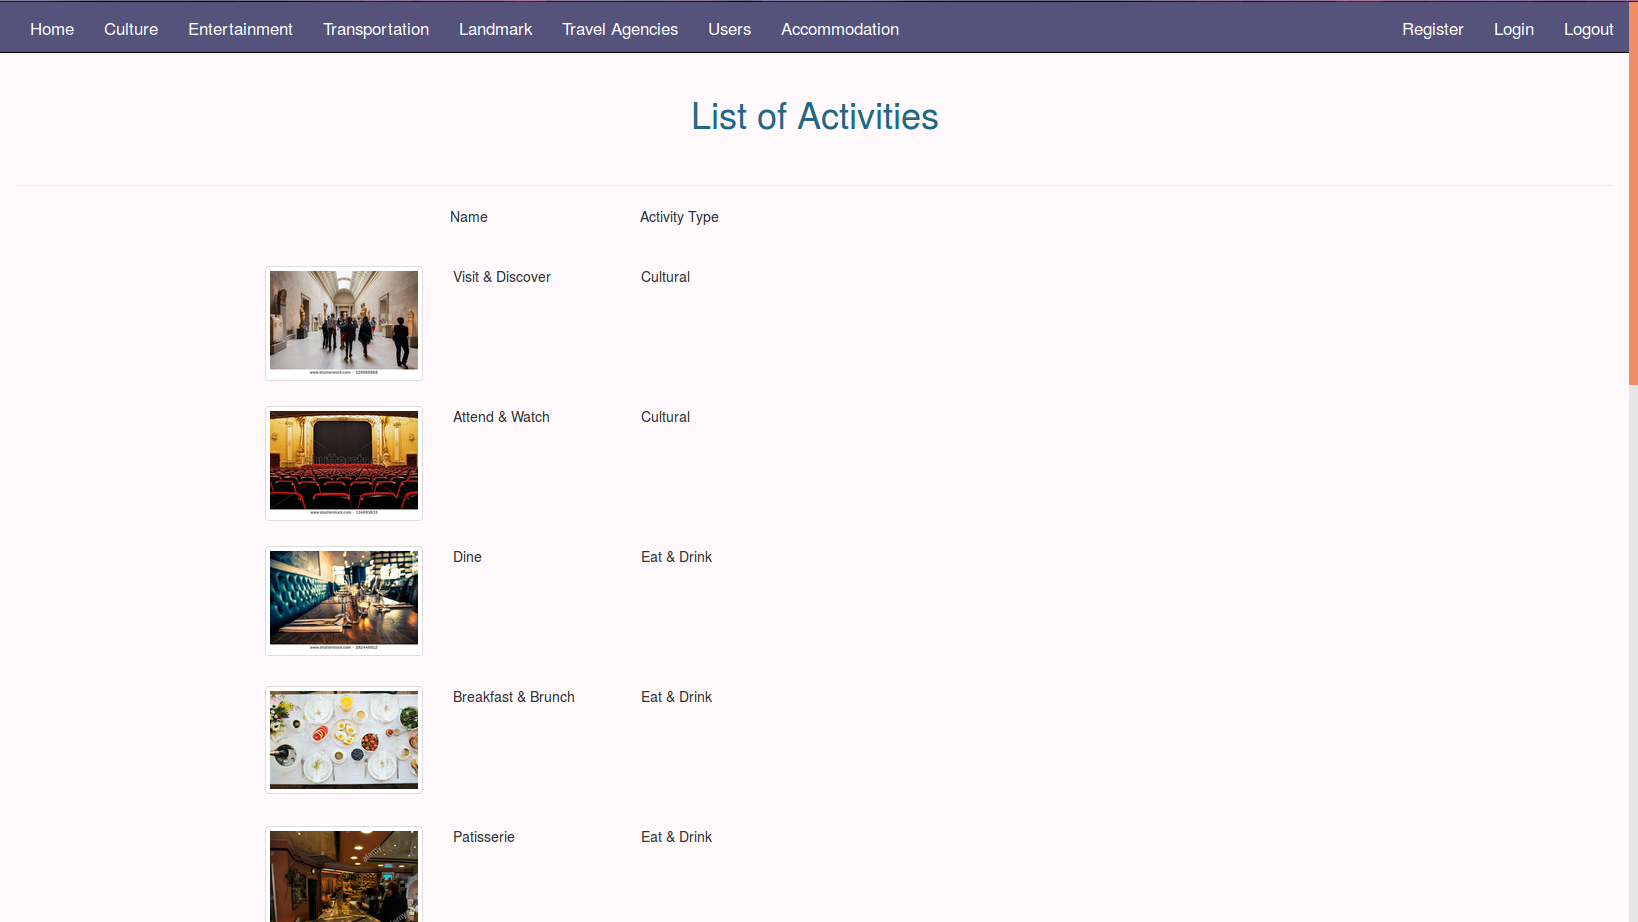 Home Culture Entertainment Transportation Landmark Travel Agencies Users Accommodation Register Login Logout
List of Activities
Name Activity Type
Visit & Discover Cultural
Attend & Watch Cultural
Dine Eat & Drink
Breakfast & Brunch Eat & Drink
Patisserie Eat & Drink